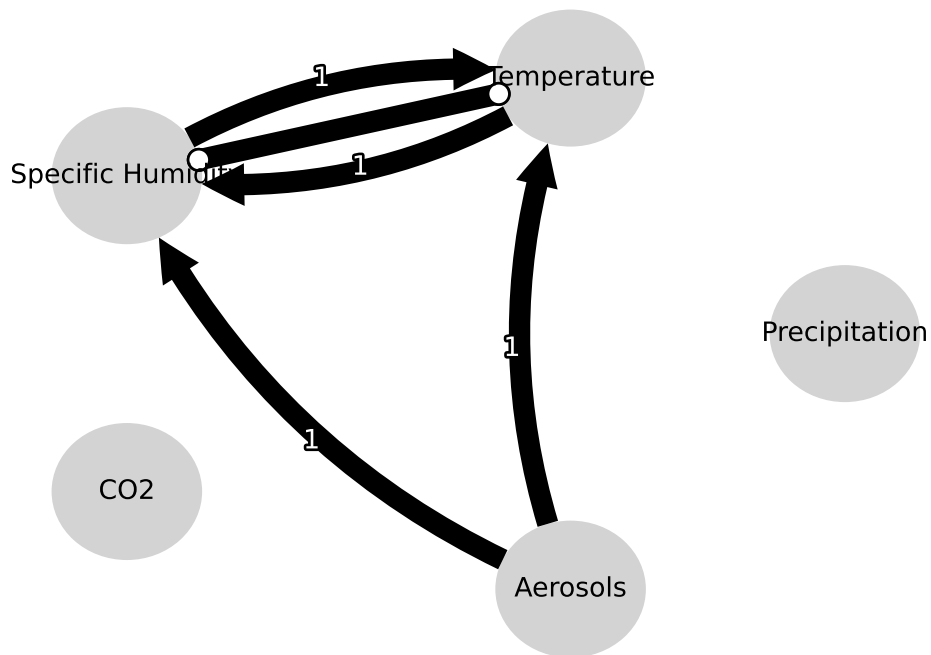 1
Temperature
1
Specific Humidity
Precipitation
1
1
CO2
Aerosols